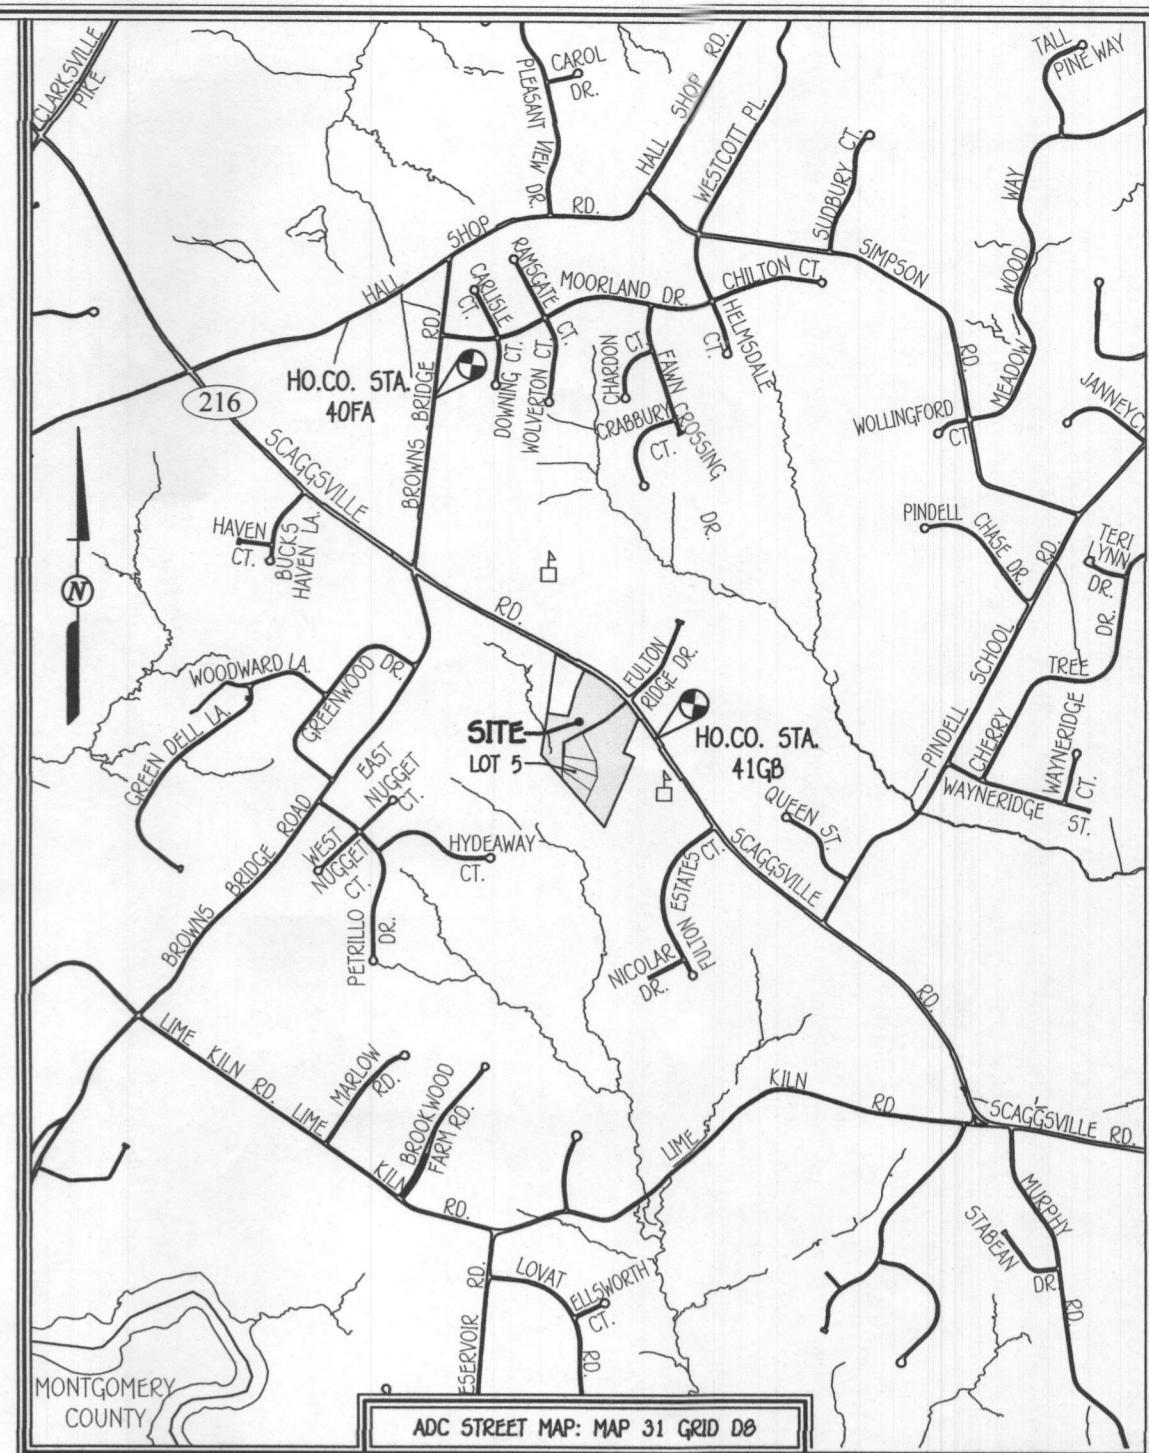 CLARKSVILLE
PIKE
PLEASANT VIEW DR.
CAROL
DR.
HALL SHOP RD.
WESTCOTT PL.
SUDBURY CT.
TALL
PINE WAY
HALL SHOP RD.
RAMSGATE CT.
CARLISLE
CT.
MOORLAND DR.
CHILTON CT.
HELMSDALE
CT.
SIMPSON RD.
MEADOW WOOD WAY
JANNEY
216
HO.CO. STA.
40FA
BROWNS BRIDGE RD.
DOWNING CT.
WOLVERTON CT.
CHARDON
CT.
CRABBURY
CT.
FAWN CROSSING DR.
WOLLINGFORD
CT.
SCAGGSVILLE RD.
HAVEN
CT.
BUCKS
HAVEN LA.
PINDELL CHASE DR.
TERI
LYNN
DR.
N
WOODWARD LA.
GREENWOOD DR.
GREEN DELL LA.
FULTON
RIDGE DR.
SITE
LOT 5
HO.CO. STA.
41GB
PINDELL SCHOOL RD.
CHERRY TREE DR.
WAYNERIDGE
CT.
WAYNERIDGE ST.
EAST
NUGGET
CT.
WEST
NUGGET
CT.
HYDEAWAY
CT.
QUEEN ST.
SCAGGSVILLE RD.
BROWNS BRIDGE ROAD
PETRILLO
DR.
NICOLAR
DR.
FULTON ESTATES CT.
LIME KILN RD.
MARLOW
RD.
BROOKWOOD
FARM RD.
LIME KILN RD.
LIME KILN RD
SCAGGSVILLE RD.
MURPHY RD.
STABEAN
DR.
LOVAT RD.
ELLSWORTH
CT.
ESERVOIR RD.
MONTGOMERY
COUNTY
ADC STREET MAP: MAP 31 GRID D8